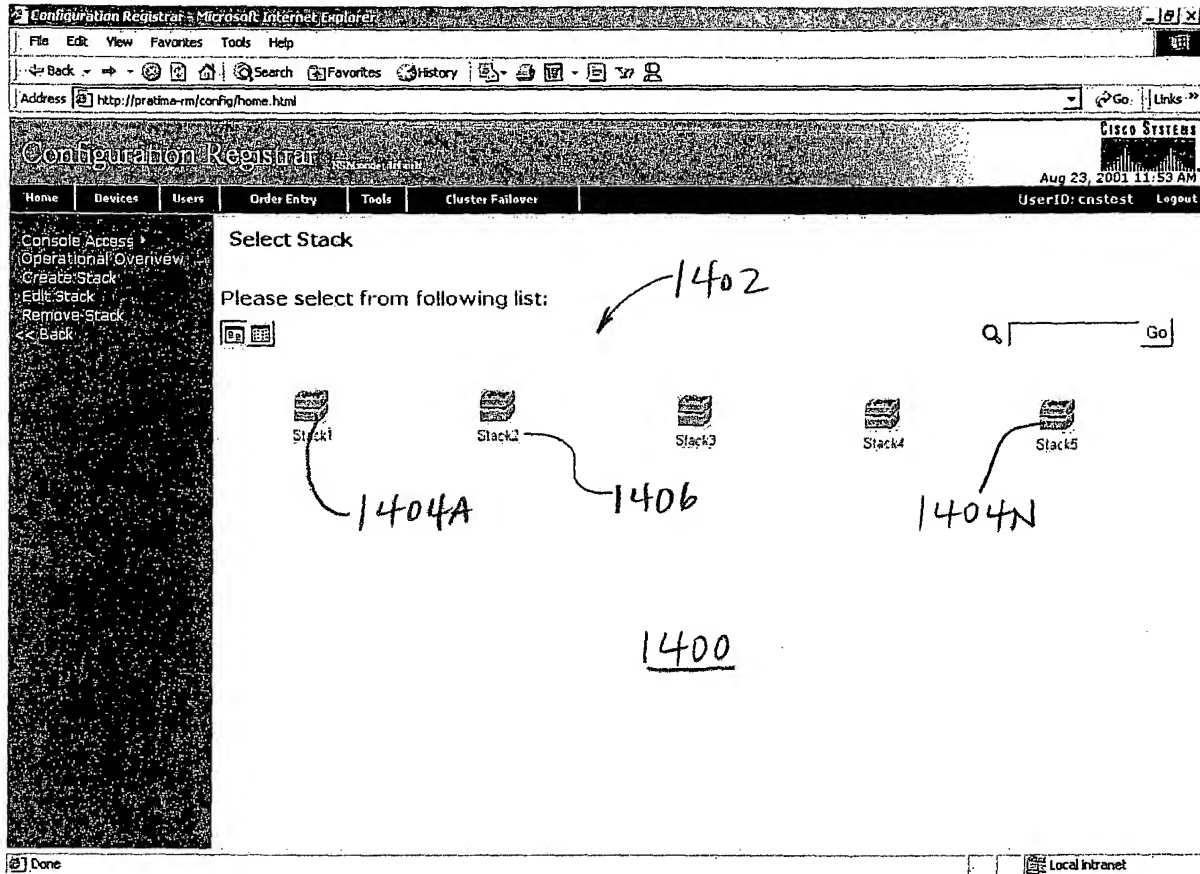 Configuration Registrar - Microsoft Internet Explorer
File Edit View Favorites Tools Help
Back Search Favorites History
Address http://pratima-rm/config/home.html Go Links »
Configuration Registrar
CISCO SYSTEMS
Aug 23, 2001 11:53 AM
Home Devices Users Order Entry Tools Cluster Failover UserID: cnstest Logout
Console Access
Operational Overivew
Create Stack
Edit Stack
Remove Stack
<< Back
Select Stack
1402
Please select from following list:
Go
Stack1 Stack2 Stack3 Stack4 Stack5
1404A 1406 1404N
1400
Done Local intranet